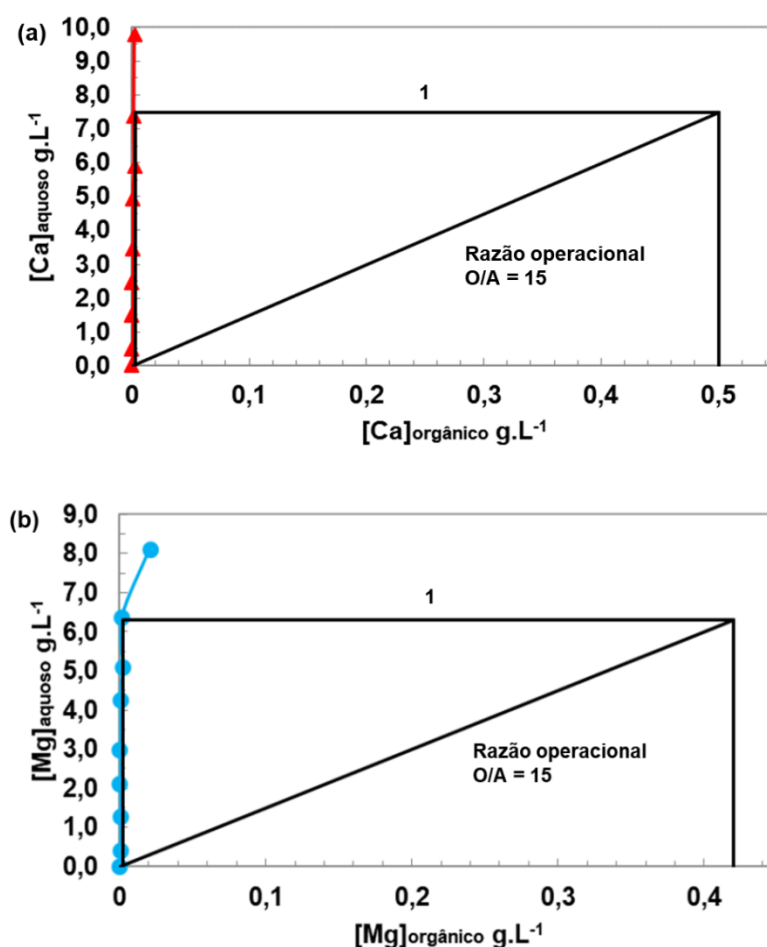 (a)
10,0
9,0
8,0
7,0
6,0
5,0
4,0
3,0
2,0
1,0
0,0
[Ca]aquoso g.L-1
1
Razão operacional
O/A = 15
0 0,1 0,2 0,3 0,4 0,5
[Ca]orgânico g.L-1
(b)
9,0
8,0
7,0
6,0
5,0
4,0
3,0
2,0
1,0
0,0
[Mg]aquoso g.L-1
1
Razão operacional
O/A = 15
0 0,1 0,2 0,3 0,4
[Mg]orgânico g.L-1